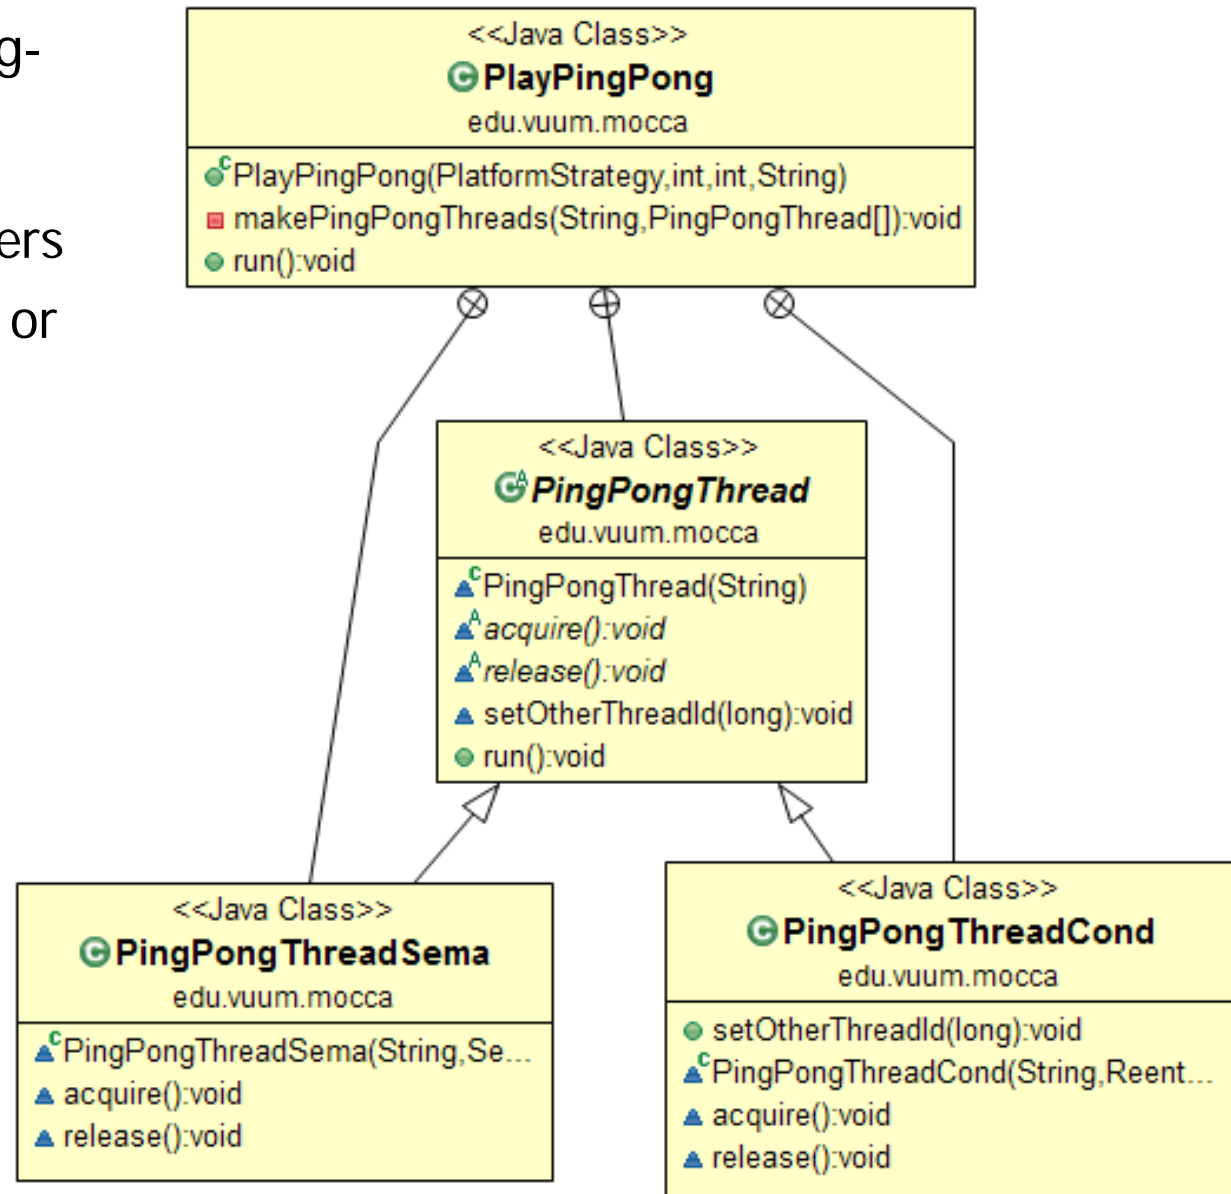 g-
ers
or
<<Java Class>>
PlayPingPong
edu.vuum.mocca
PlayPingPong(PlatformStrategy,int,int,String)
makePingPongThreads(String,PingPongThread[]):void
run():void
<<Java Class>>
PingPongThread
edu.vuum.mocca
PingPongThread(String)
acquire():void
release():void
setOtherThreadId(long):void
run():void
<<Java Class>>
PingPongThreadSema
edu.vuum.mocca
PingPongThreadSema(String,Se...
acquire():void
release():void
<<Java Class>>
PingPongThreadCond
edu.vuum.mocca
setOtherThreadId(long):void
PingPongThreadCond(String,Reent...
acquire():void
release():void